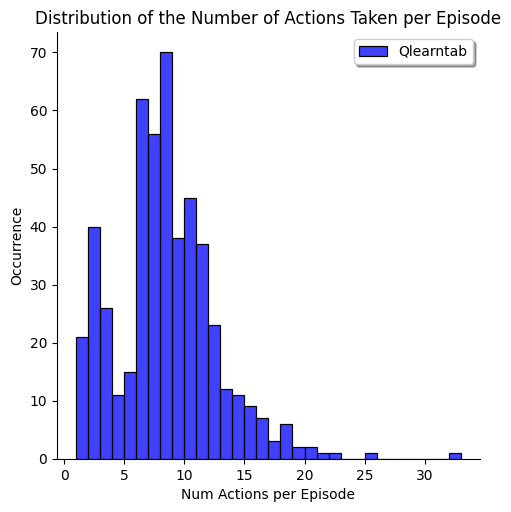 Distribution of the Number of Actions Taken per Episode
Qlearntab
70
60
50
40
30
20
10
0
Occurrence
0 5 10 15 20 25 30
Num Actions per Episode